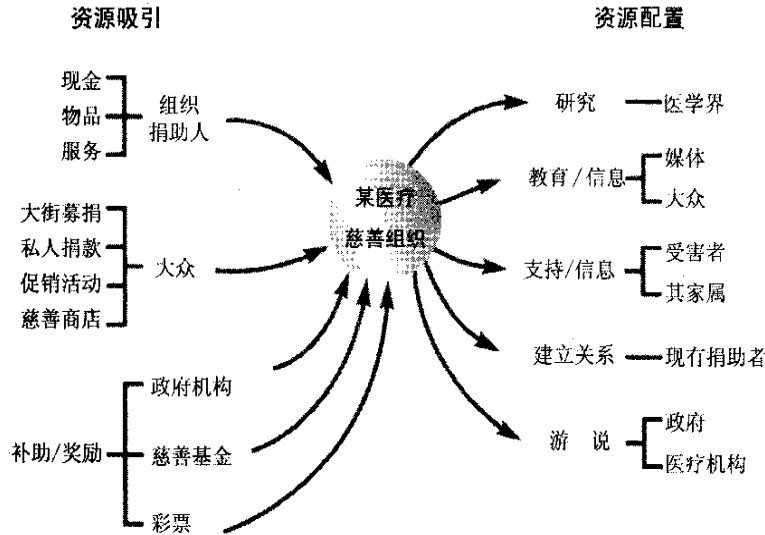 资源吸引
资源配置
现金
物品
服务
组织
捐助人
大街募捐
私人捐款
促销活动
慈善商店
大众
补助/奖励
政府机构
慈善基金
彩票
某医疗
慈善组织
研究
医学界
教育/信息
媒体
大众
支持/信息
受害者
其家属
建立关系
现有捐助者
游 说
政府
医疗机构